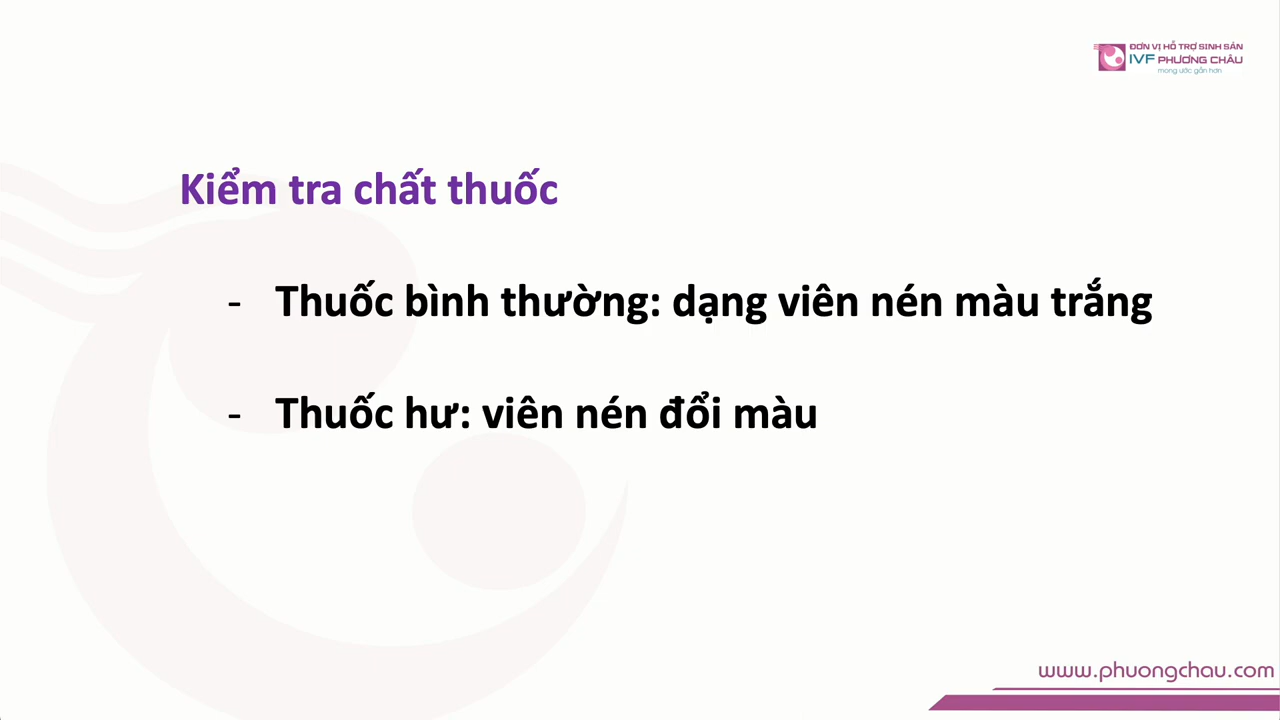 ĐƠN VỊ HỖ TRỢ SINH SẢN
IVF PHƯƠNG CHÂU
mong ước gần hơn
Kiểm tra chất thuốc
- Thuốc bình thường: dạng viên nén màu trắng
- Thuốc hư: viên nén đổi màu
www.phuongchau.com